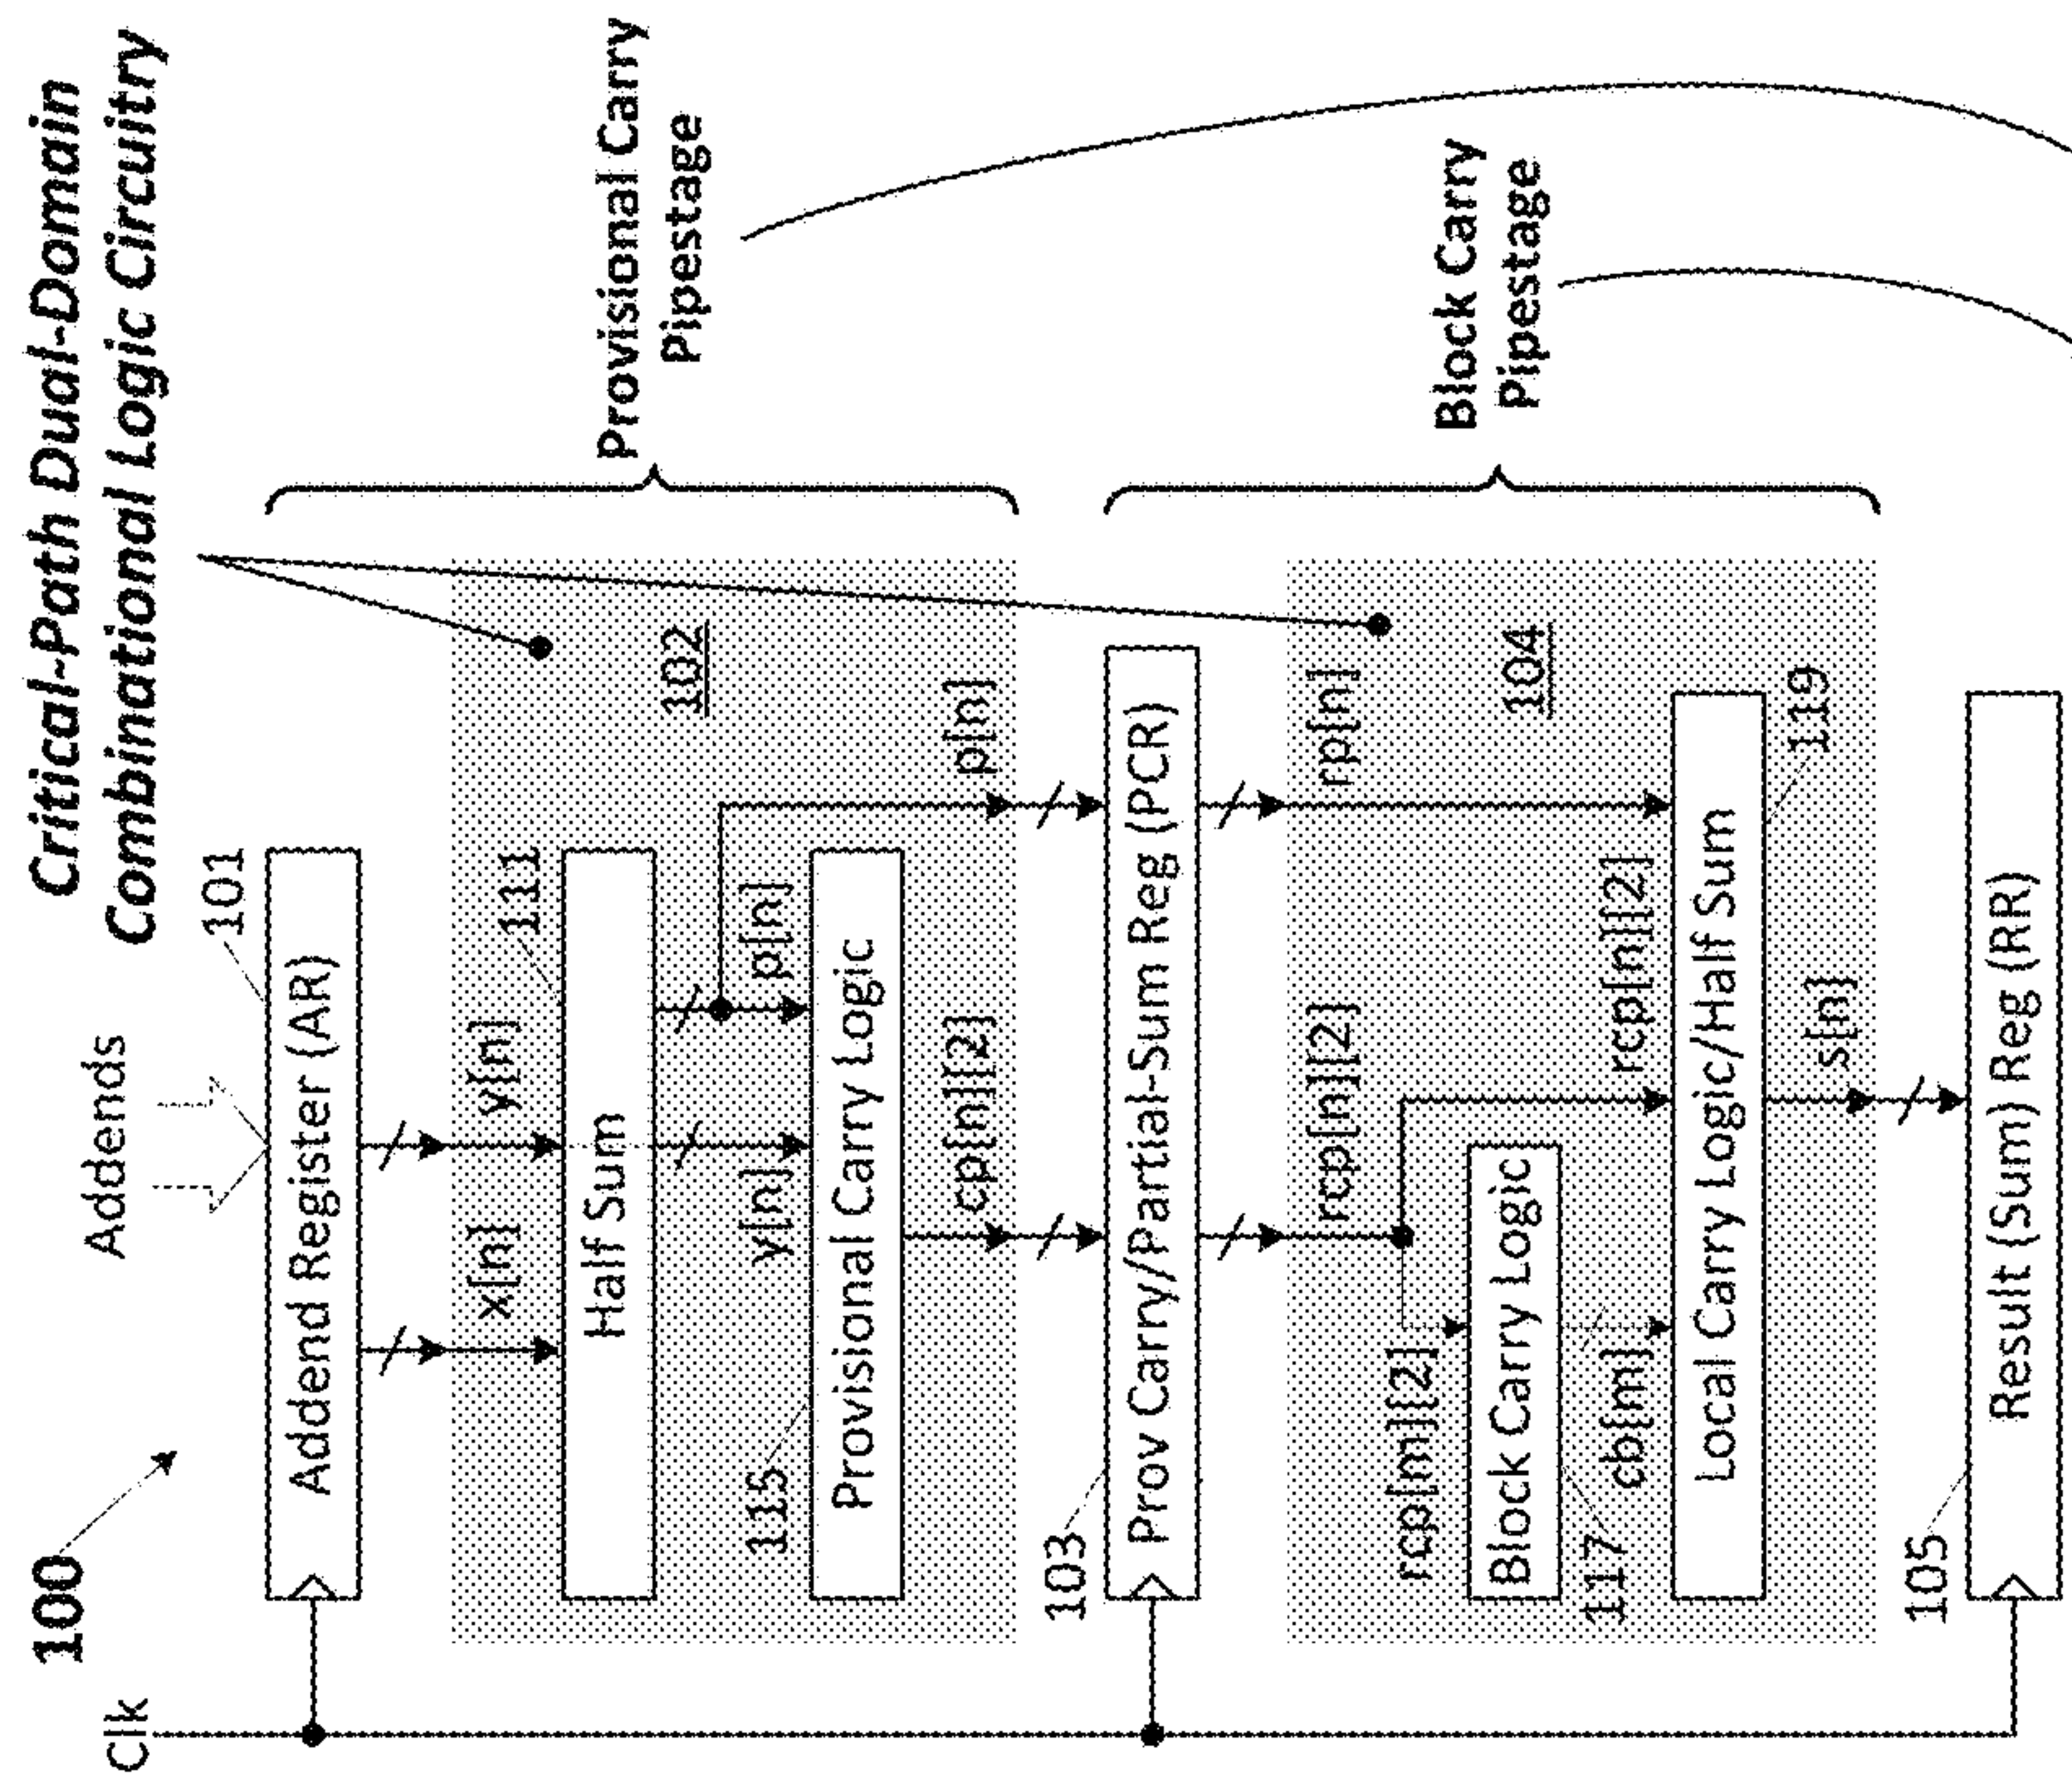 Critical-Path Dual-Domain
Combinational Logic Circuitry
100
Addends
Clk
101
Addend Register (AR)
x[n]
y[n]
111
Half Sum
102
y[n]
p[n]
115
Provisional Carry Logic
cp[n][2]
p[n]
Provisional Carry
Pipestage
103
Prov Carry/Partial-Sum Reg (PCR)
rcp[n][2]
rp[n]
104
rcp[m][2]
Block Carry Logic
117
cb[m]
rcp[n][2]
Local Carry Logic/Half Sum
119
s[n]
Block Carry
Pipestage
105
Result (Sum) Reg (RR)